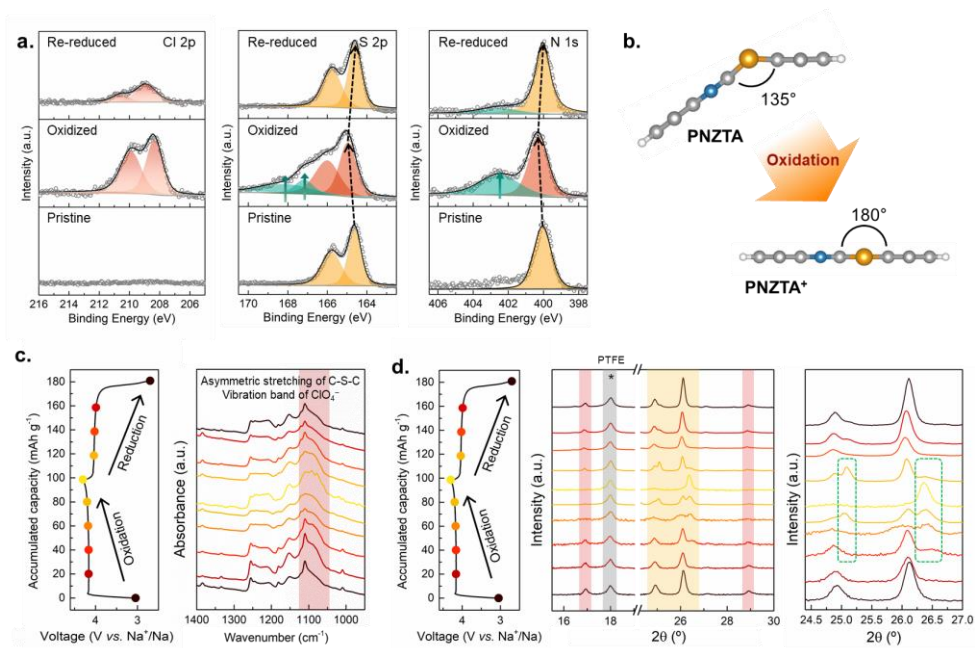 a.
Re-reduced
Cl 2p
Oxidized
Pristine
Intensity (a.u.)
216 214 212 210 208 206
Binding Energy (eV)
Re-reduced
S 2p
Oxidized
Pristine
Intensity (a.u.)
170 168 166 164
Binding Energy (eV)
Re-reduced
N 1s
Oxidized
Pristine
Intensity (a.u.)
406 404 402 400 398
Binding Energy (eV)
b.
135°
PNZTA
Oxidation
180°
PNZTA⁺
c.
Accumulated capacity (mAh g⁻¹)
180
160
140
120
100
80
60
40
20
0
Reduction
Oxidation
4 3
Voltage (V vs. Na⁺/Na)
Asymmetric stretching of C-S-C
Vibration band of ClO₄⁻
Absorbance (a.u.)
1400 1300 1200 1100 1000
Wavenumber (cm⁻¹)
d.
Accumulated capacity (mAh g⁻¹)
180
160
140
120
100
80
60
40
20
0
Reduction
Oxidation
4 3
Voltage (V vs. Na⁺/Na)
PTFE
*
Intensity (a.u.)
16 18 26 28 30
2θ (º)
Intensity (a.u.)
24.5 25.0 25.5 26.0 26.5 27.0
2θ (º)